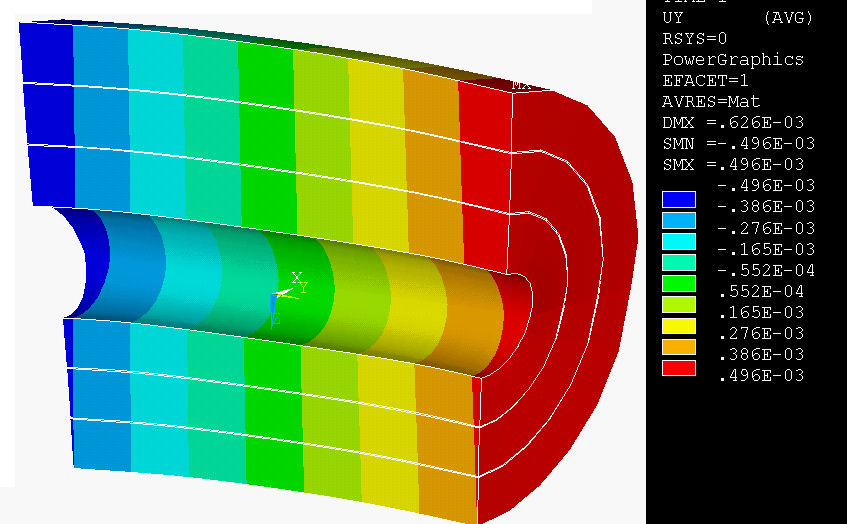 UY (AVG)
RSYS=0
PowerGraphics
EFACET=1
AVRES=Mat
DMX =.626E-03
SMN =-.496E-03
SMX =.496E-03
-.496E-03
-.386E-03
-.276E-03
-.165E-03
-.552E-04
.552E-04
.165E-03
.276E-03
.386E-03
.496E-03
MX
X
Y
Z